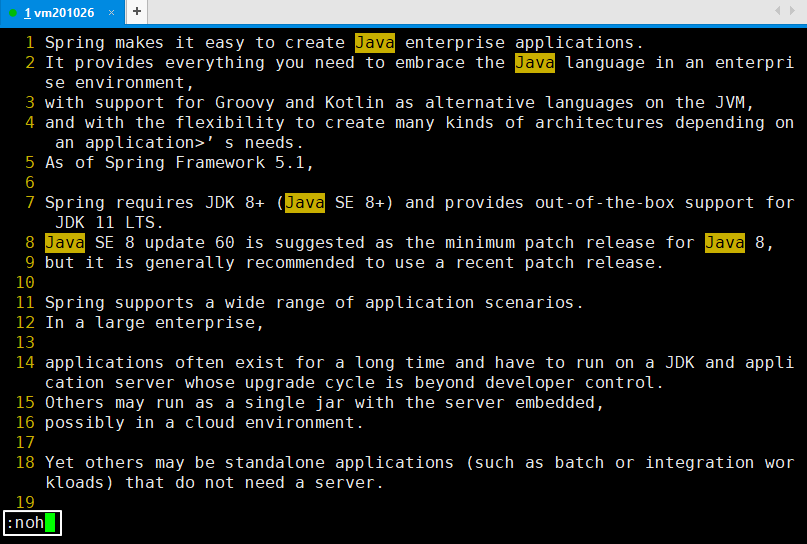 1 vm201026 × +
1 Spring makes it easy to create Java enterprise applications.
2 It provides everything you need to embrace the Java language in an enterpri
se environment,
3 with support for Groovy and Kotlin as alternative languages on the JVM,
4 and with the flexibility to create many kinds of architectures depending on
an application>’ s needs.
5 As of Spring Framework 5.1,
6
7 Spring requires JDK 8+ (Java SE 8+) and provides out-of-the-box support for
JDK 11 LTS.
8 Java SE 8 update 60 is suggested as the minimum patch release for Java 8,
9 but it is generally recommended to use a recent patch release.
10
11 Spring supports a wide range of application scenarios.
12 In a large enterprise,
13
14 applications often exist for a long time and have to run on a JDK and appli
cation server whose upgrade cycle is beyond developer control.
15 Others may run as a single jar with the server embedded,
16 possibly in a cloud environment.
17
18 Yet others may be standalone applications (such as batch or integration wor
kloads) that do not need a server.
19
:noh